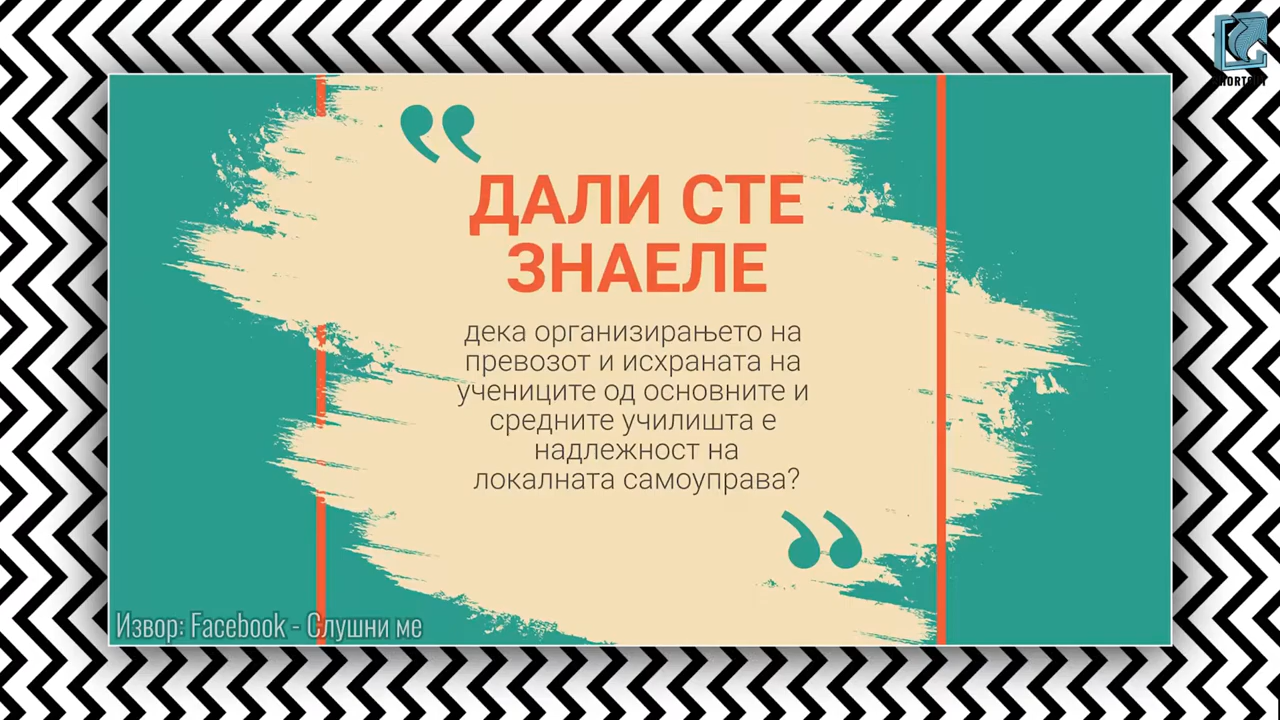 ДАЛИ СТЕ
ЗНАЕЛЕ
дека организирањето на
превозот и исхраната на
учениците од основните и
средните училишта е
надлежност на
локалната самоуправа?
Извор: Facebook - Слушни ме